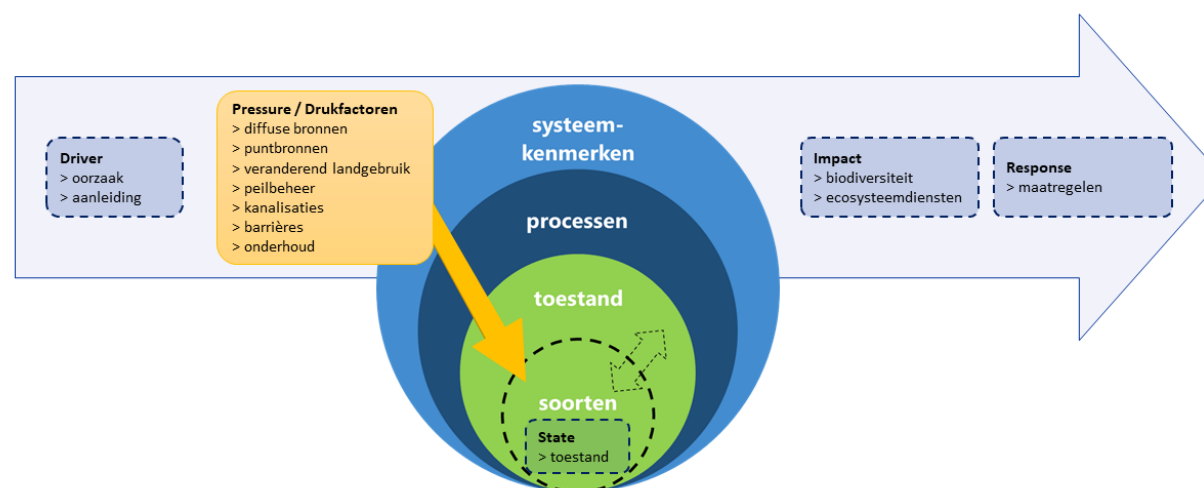 Driver
> oorzaak
> aanleiding
Pressure / Drukfactoren
> diffuse bronnen
> puntbronnen
> veranderend landgebruik
> peilbeheer
> kanalisaties
> barrières
> onderhoud
systeem-
kenmerken
processen
toestand
soorten
State
> toestand
Impact
> biodiversiteit
> ecosysteemdiensten
Response
> maatregelen